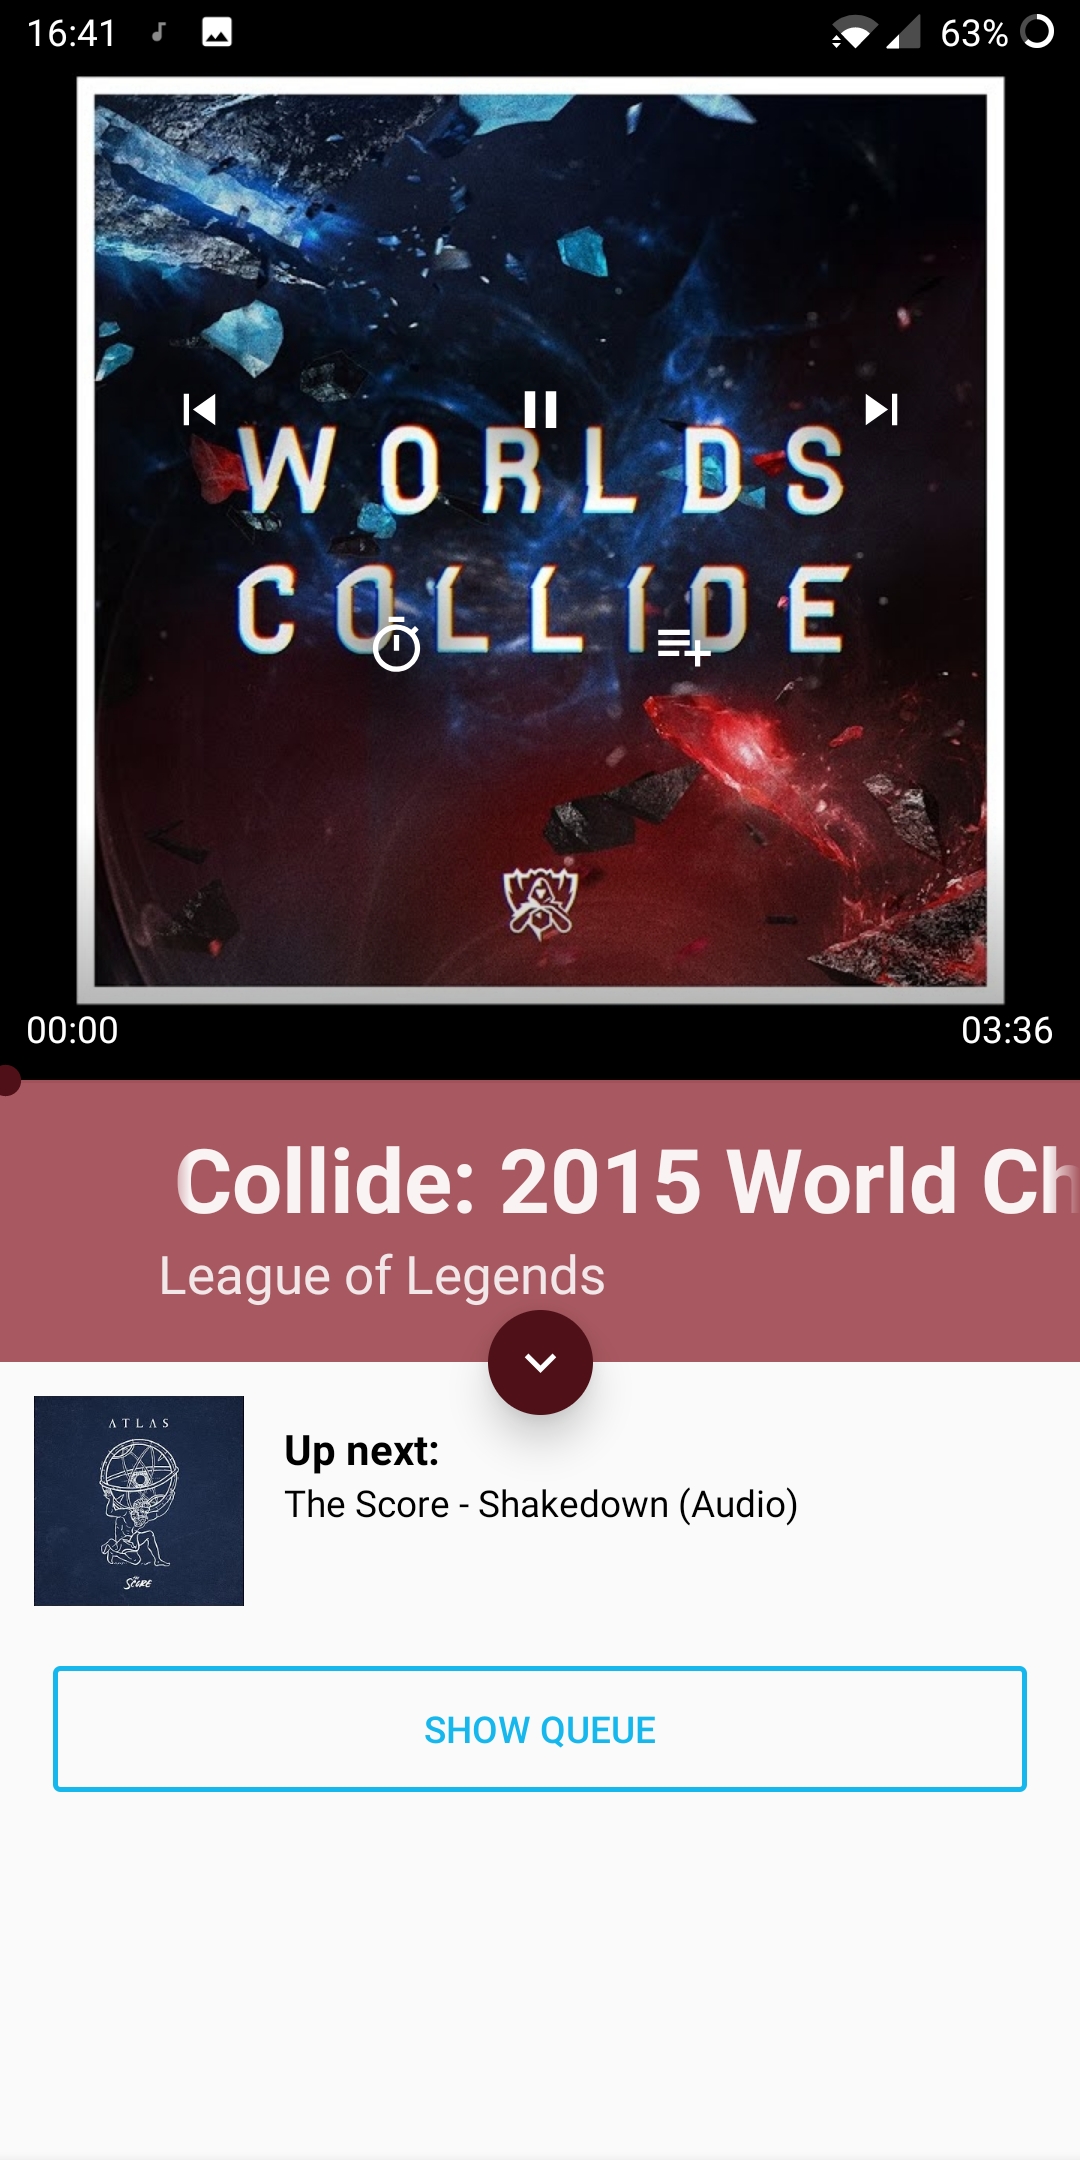 16:41
63%
WORLDS
COLLIDE
00:00
03:36
Collide: 2015 World Ch
League of Legends
ATLAS
the
SCORE
Up next:
The Score - Shakedown (Audio)
SHOW QUEUE